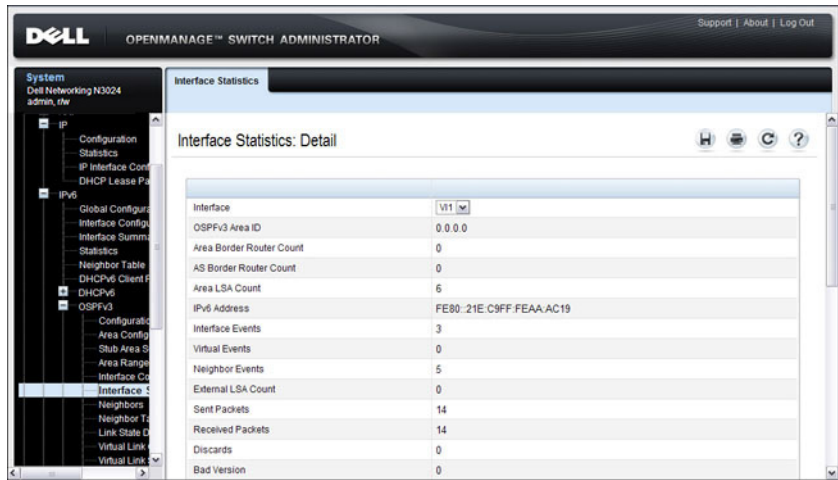 Support | About | Log Out
DELL OPENMANAGE™ SWITCH ADMINISTRATOR
System
Dell Networking N3024
admin, r/w
IP
Configuration
Statistics
IP Interface Conf
DHCP Lease Pa
IPv6
Global Configura
Interface Configu
Interface Summa
Statistics
Neighbor Table
DHCPv6 Client P
DHCPv6
OSPFv3
Configuratio
Area Config
Stub Area S
Area Range
Interface Co
Interface S
Neighbors
Neighbor Ta
Link State D
Virtual Link
Virtual Link
Interface Statistics
Interface Statistics: Detail
H C ?
Interface Vl1
OSPFv3 Area ID 0.0.0.0
Area Border Router Count 0
AS Border Router Count 0
Area LSA Count 6
IPv6 Address FE80::21E:C9FF:FEAA:AC19
Interface Events 3
Virtual Events 0
Neighbor Events 5
External LSA Count 0
Sent Packets 14
Received Packets 14
Discards 0
Bad Version 0